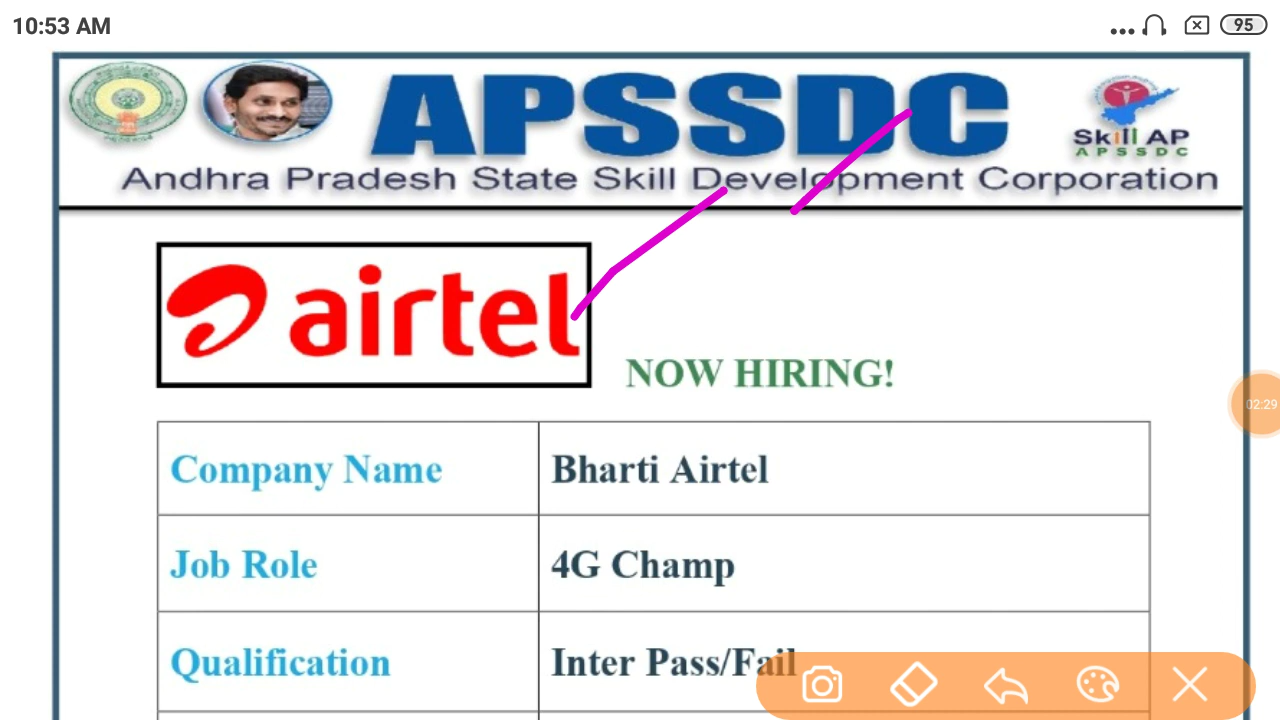 10:53 AM
95
APSSDC
Skill AP
APSSDC
Andhra Pradesh State Skill Development Corporation
airtel
NOW HIRING!
02:29
Company Name Bharti Airtel
Job Role 4G Champ
Qualification Inter Pass/Fail